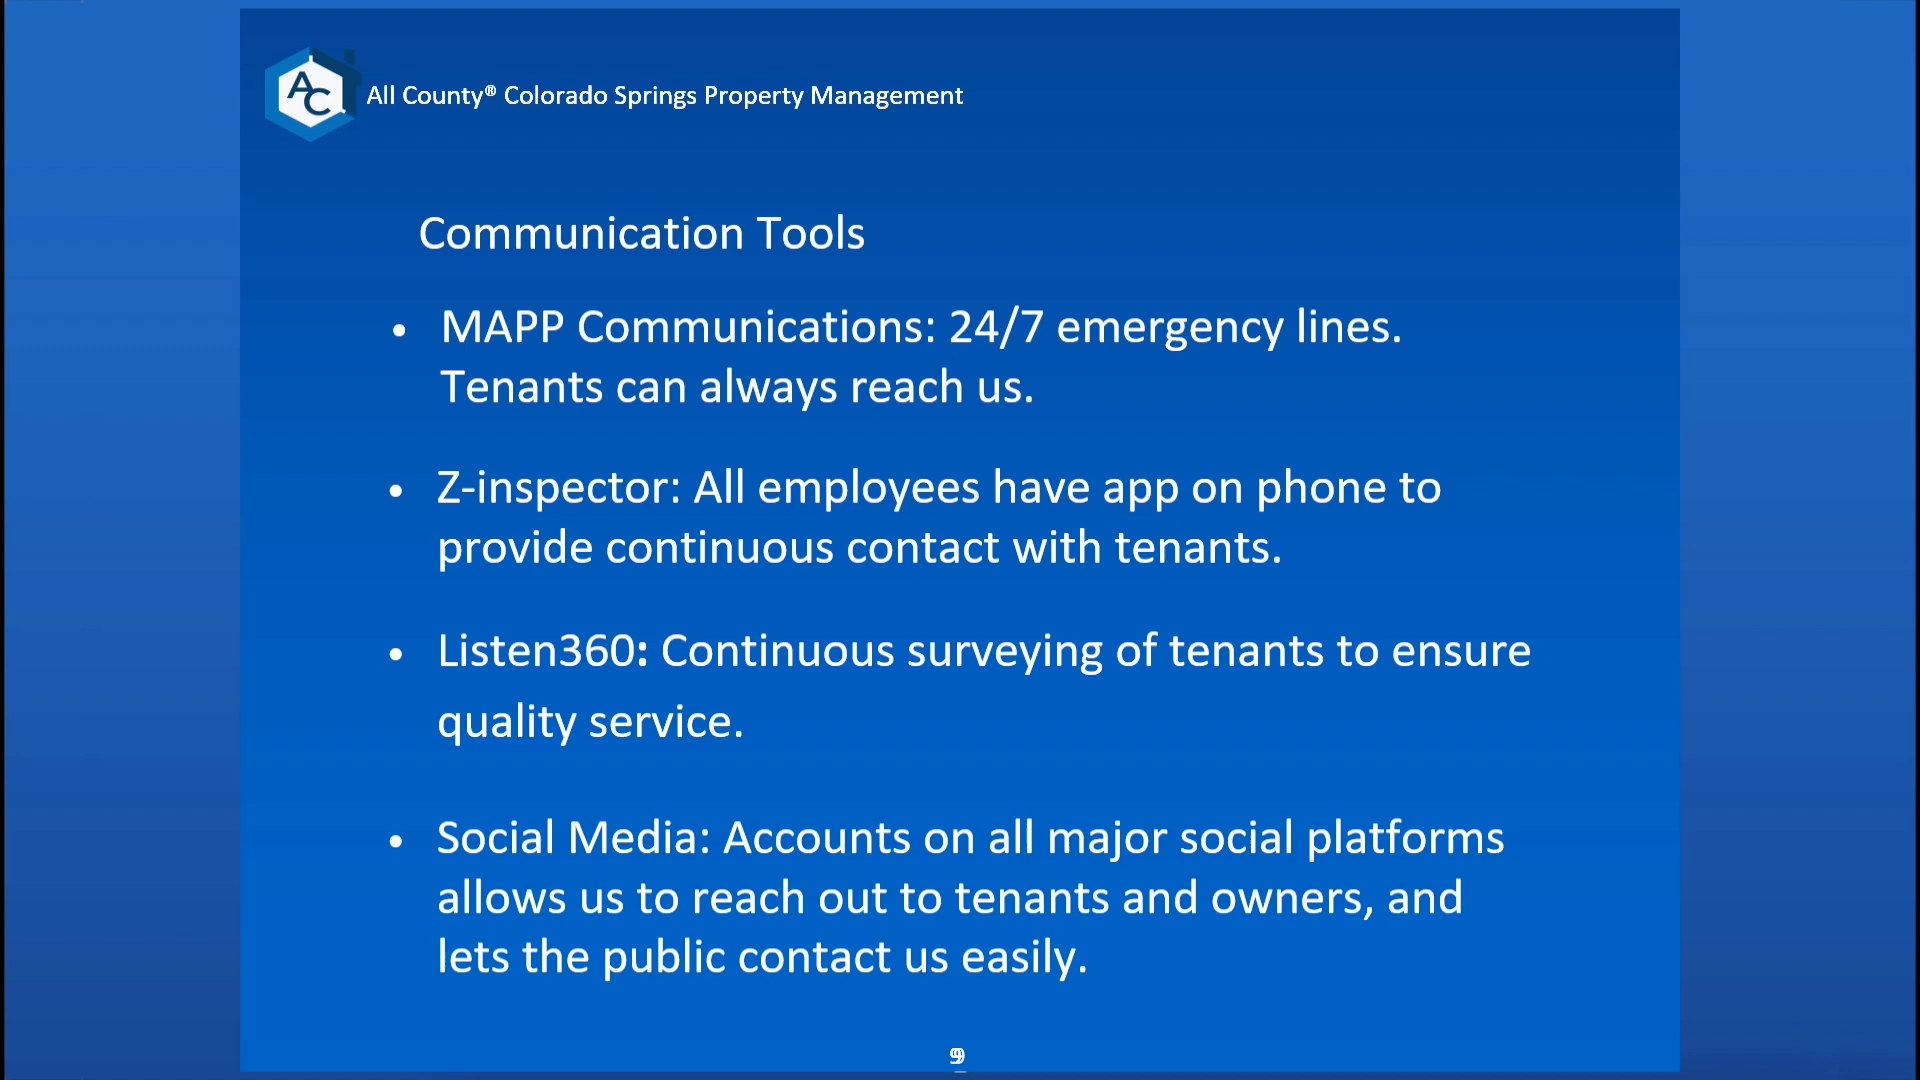 AC
All County® Colorado Springs Property Management
Communication Tools
• MAPP Communications: 24/7 emergency lines.
Tenants can always reach us.
• Z-inspector: All employees have app on phone to
provide continuous contact with tenants.
• Listen360: Continuous surveying of tenants to ensure
quality service.
• Social Media: Accounts on all major social platforms
allows us to reach out to tenants and owners, and
lets the public contact us easily.
9